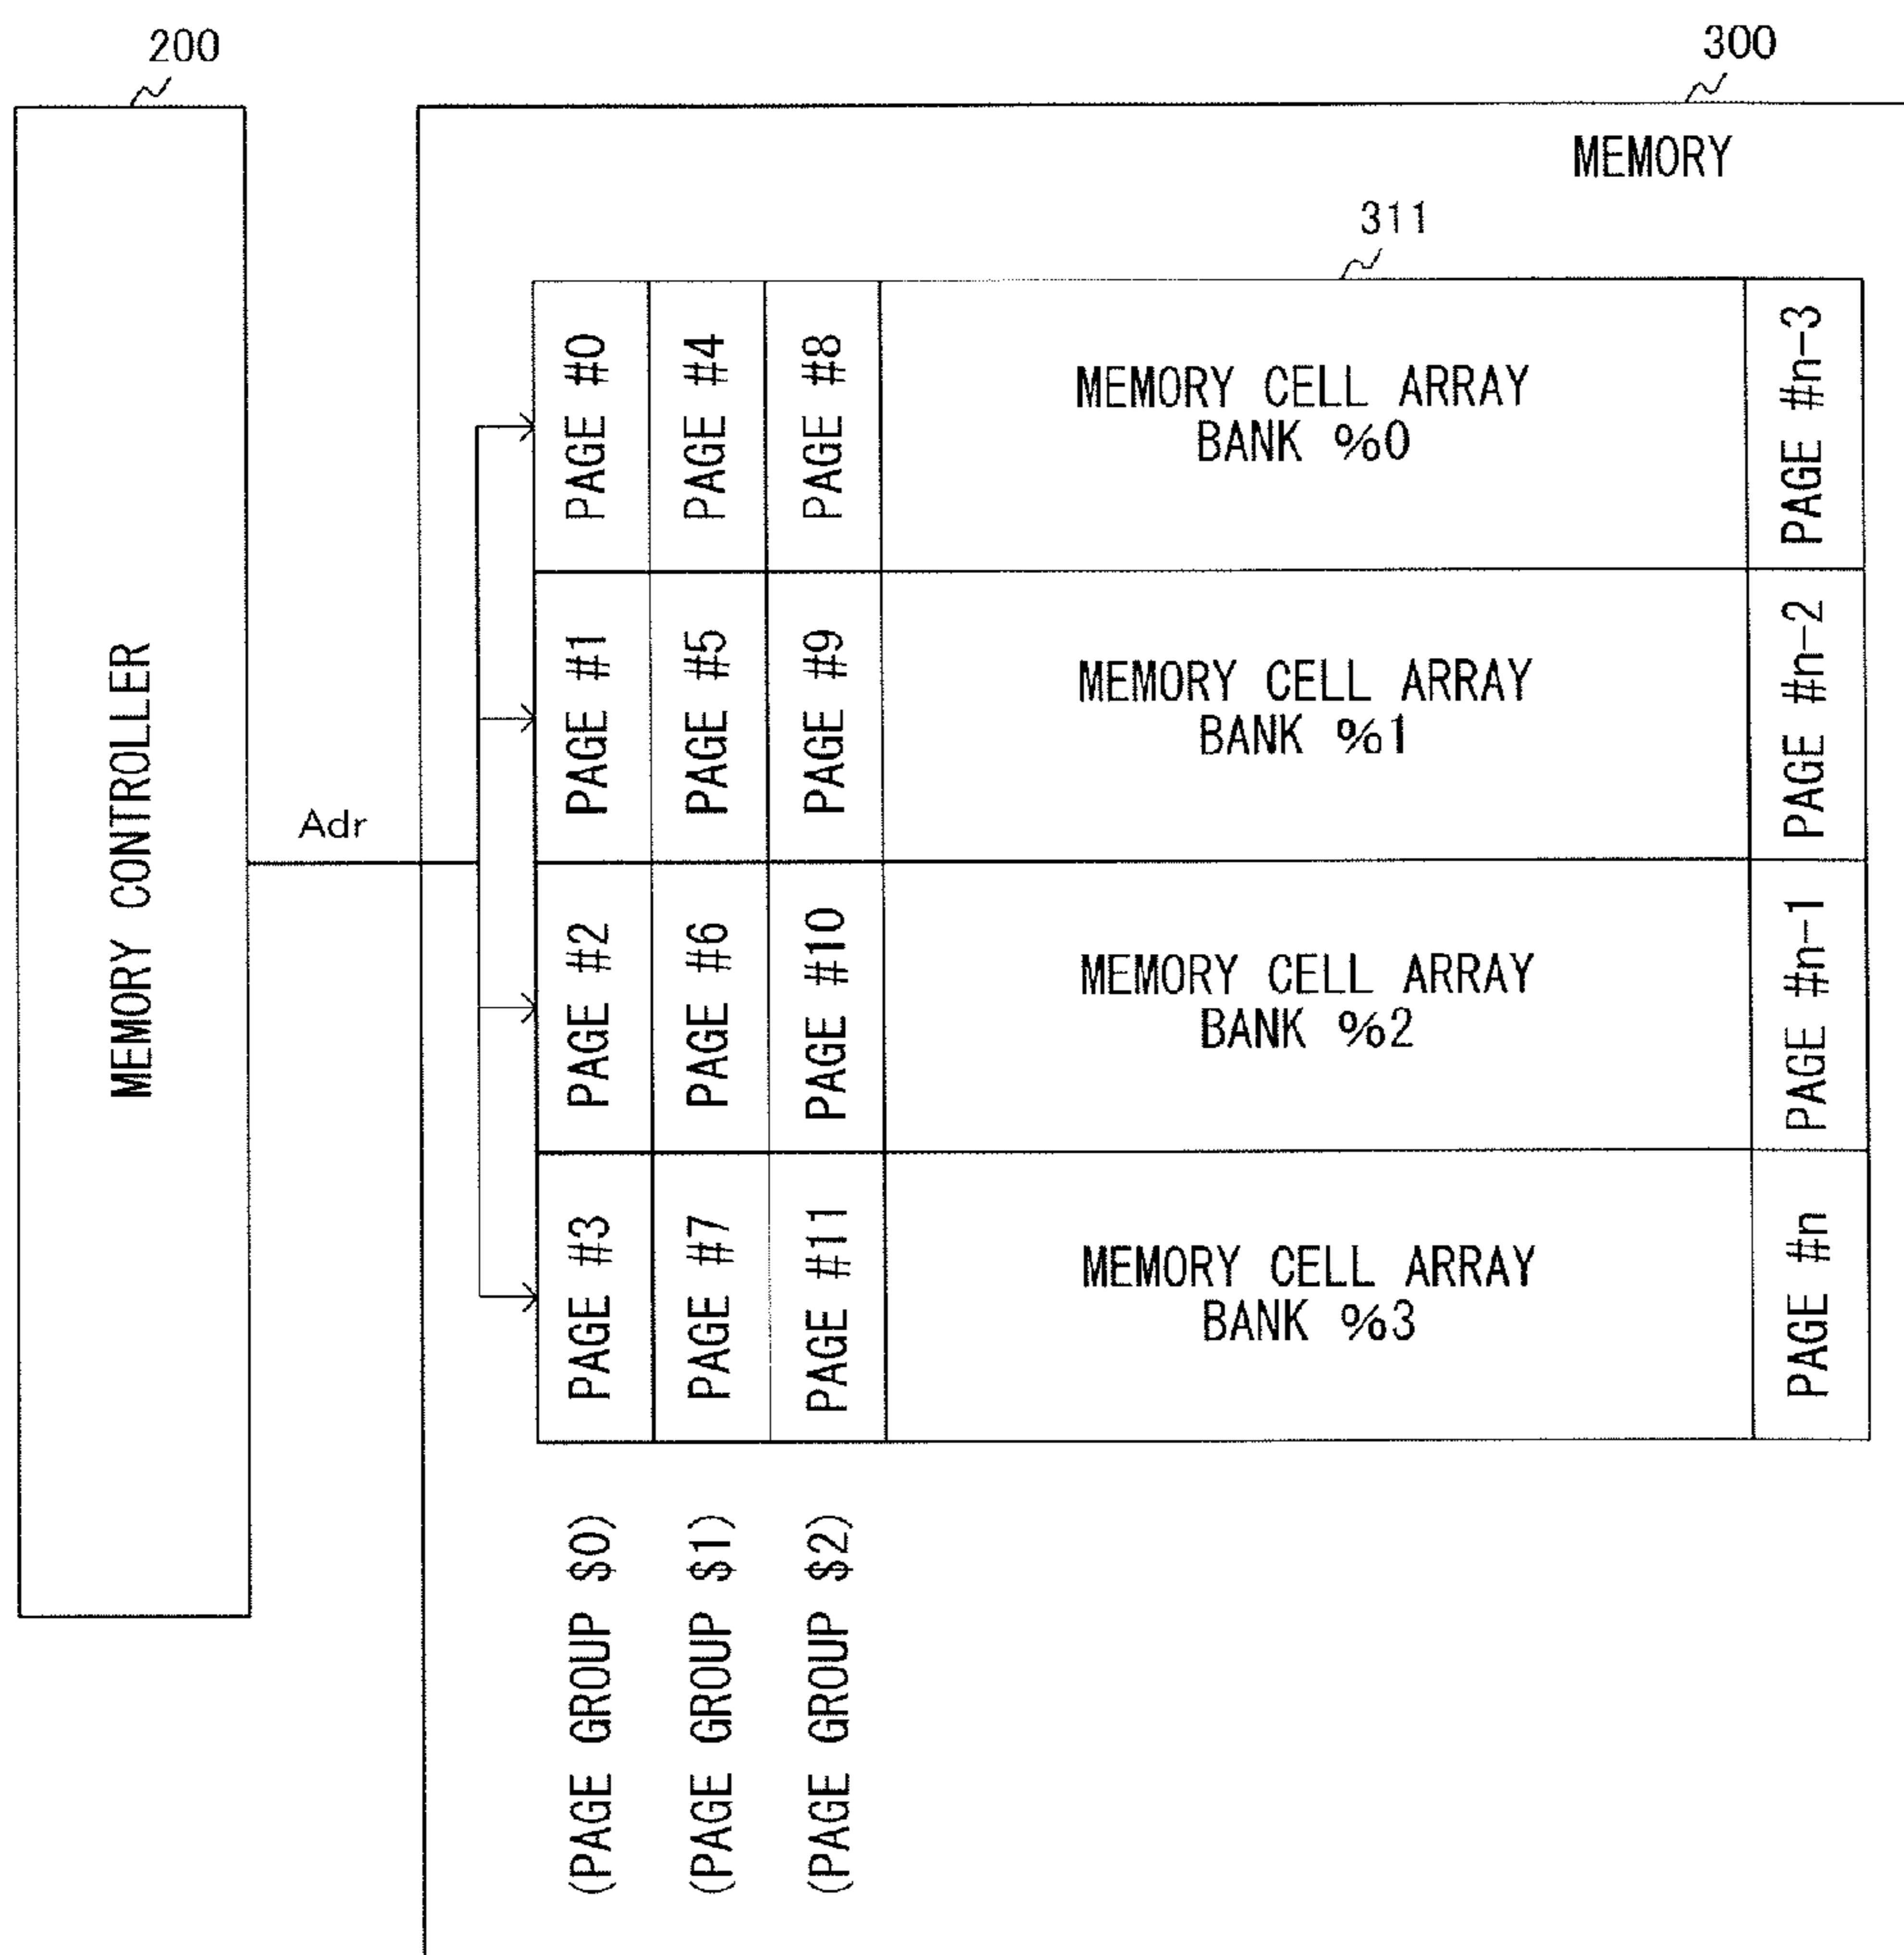 200
300
MEMORY CONTROLLER
Adr
MEMORY
311
PAGE #0
PAGE #4
PAGE #8
MEMORY CELL ARRAY
BANK %0
PAGE #n-3
PAGE #1
PAGE #5
PAGE #9
MEMORY CELL ARRAY
BANK %1
PAGE #n-2
PAGE #2
PAGE #6
PAGE #10
MEMORY CELL ARRAY
BANK %2
PAGE #n-1
PAGE #3
PAGE #7
PAGE #11
MEMORY CELL ARRAY
BANK %3
PAGE #n
(PAGE GROUP $0)
(PAGE GROUP $1)
(PAGE GROUP $2)